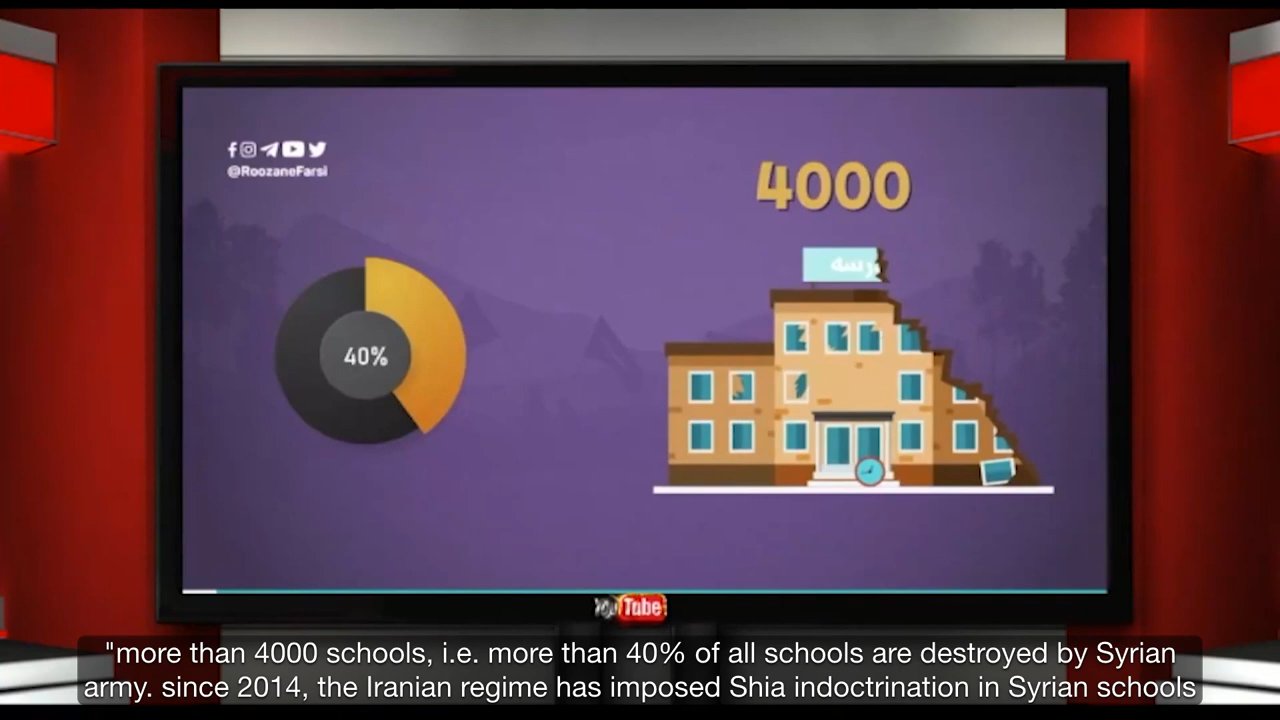 @RoozaneFarsi
4000
40%
YouTube
"more than 4000 schools, i.e. more than 40% of all schools are destroyed by Syrian
army. since 2014, the Iranian regime has imposed Shia indoctrination in Syrian schools